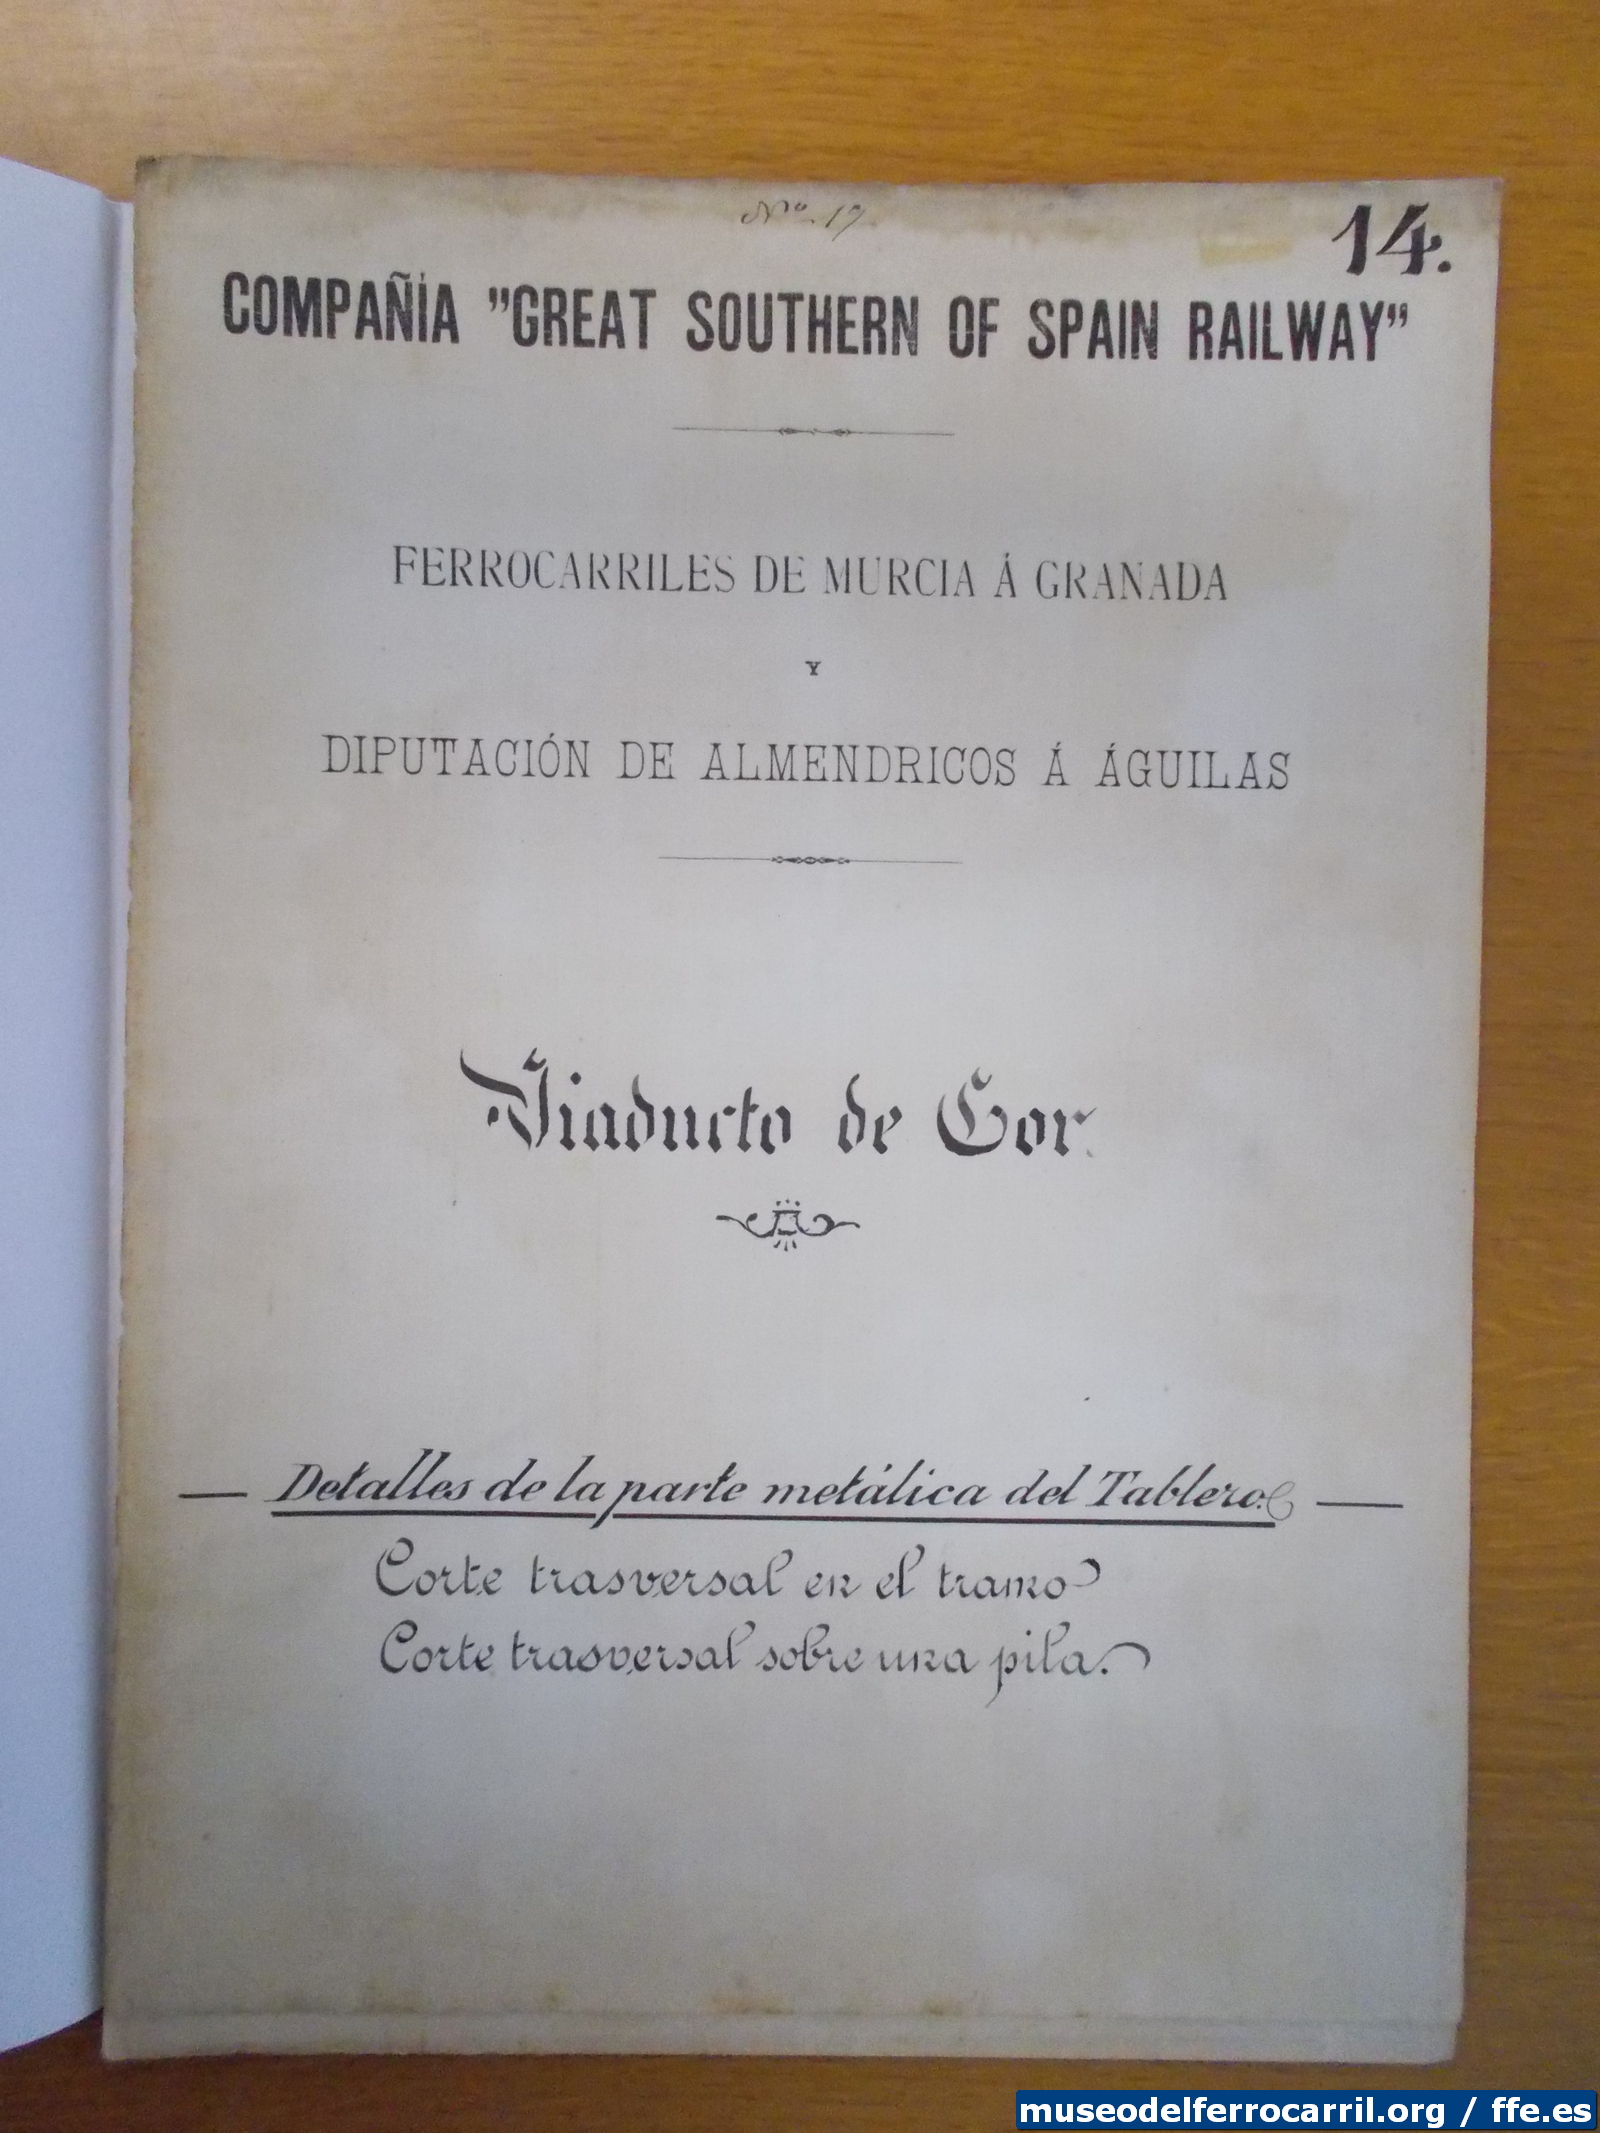 Nº. 17.
14.
COMPAÑÍA "GREAT SOUTHERN OF SPAIN RAILWAY"
FERROCARRILES DE MURCIA Á GRANADA
Y
DIPUTACIÓN DE ALMENDRICOS Á ÁGUILAS
Viaducto de Gor.
Detalles de la parte metálica del Tablero.
Corte trasversal en el tramo
Corte trasversal sobre una pila.
museodelferrocarril.org / ffe.es